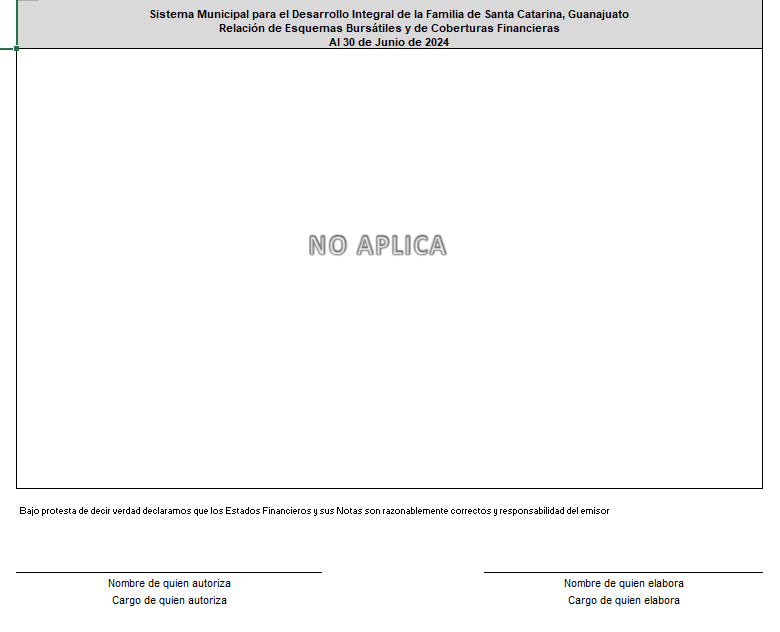 Sistema Municipal para el Desarrollo Integral de la Familia de Santa Catarina, Guanajuato
Relación de Esquemas Bursátiles y de Coberturas Financieras
Al 30 de Junio de 2024
NO APLICA
Bajo protesta de decir verdad declaramos que los Estados Financieros y sus Notas son razonablemente correctos y responsabilidad del emisor
Nombre de quien autoriza
Cargo de quien autoriza
Nombre de quien elabora
Cargo de quien elabora